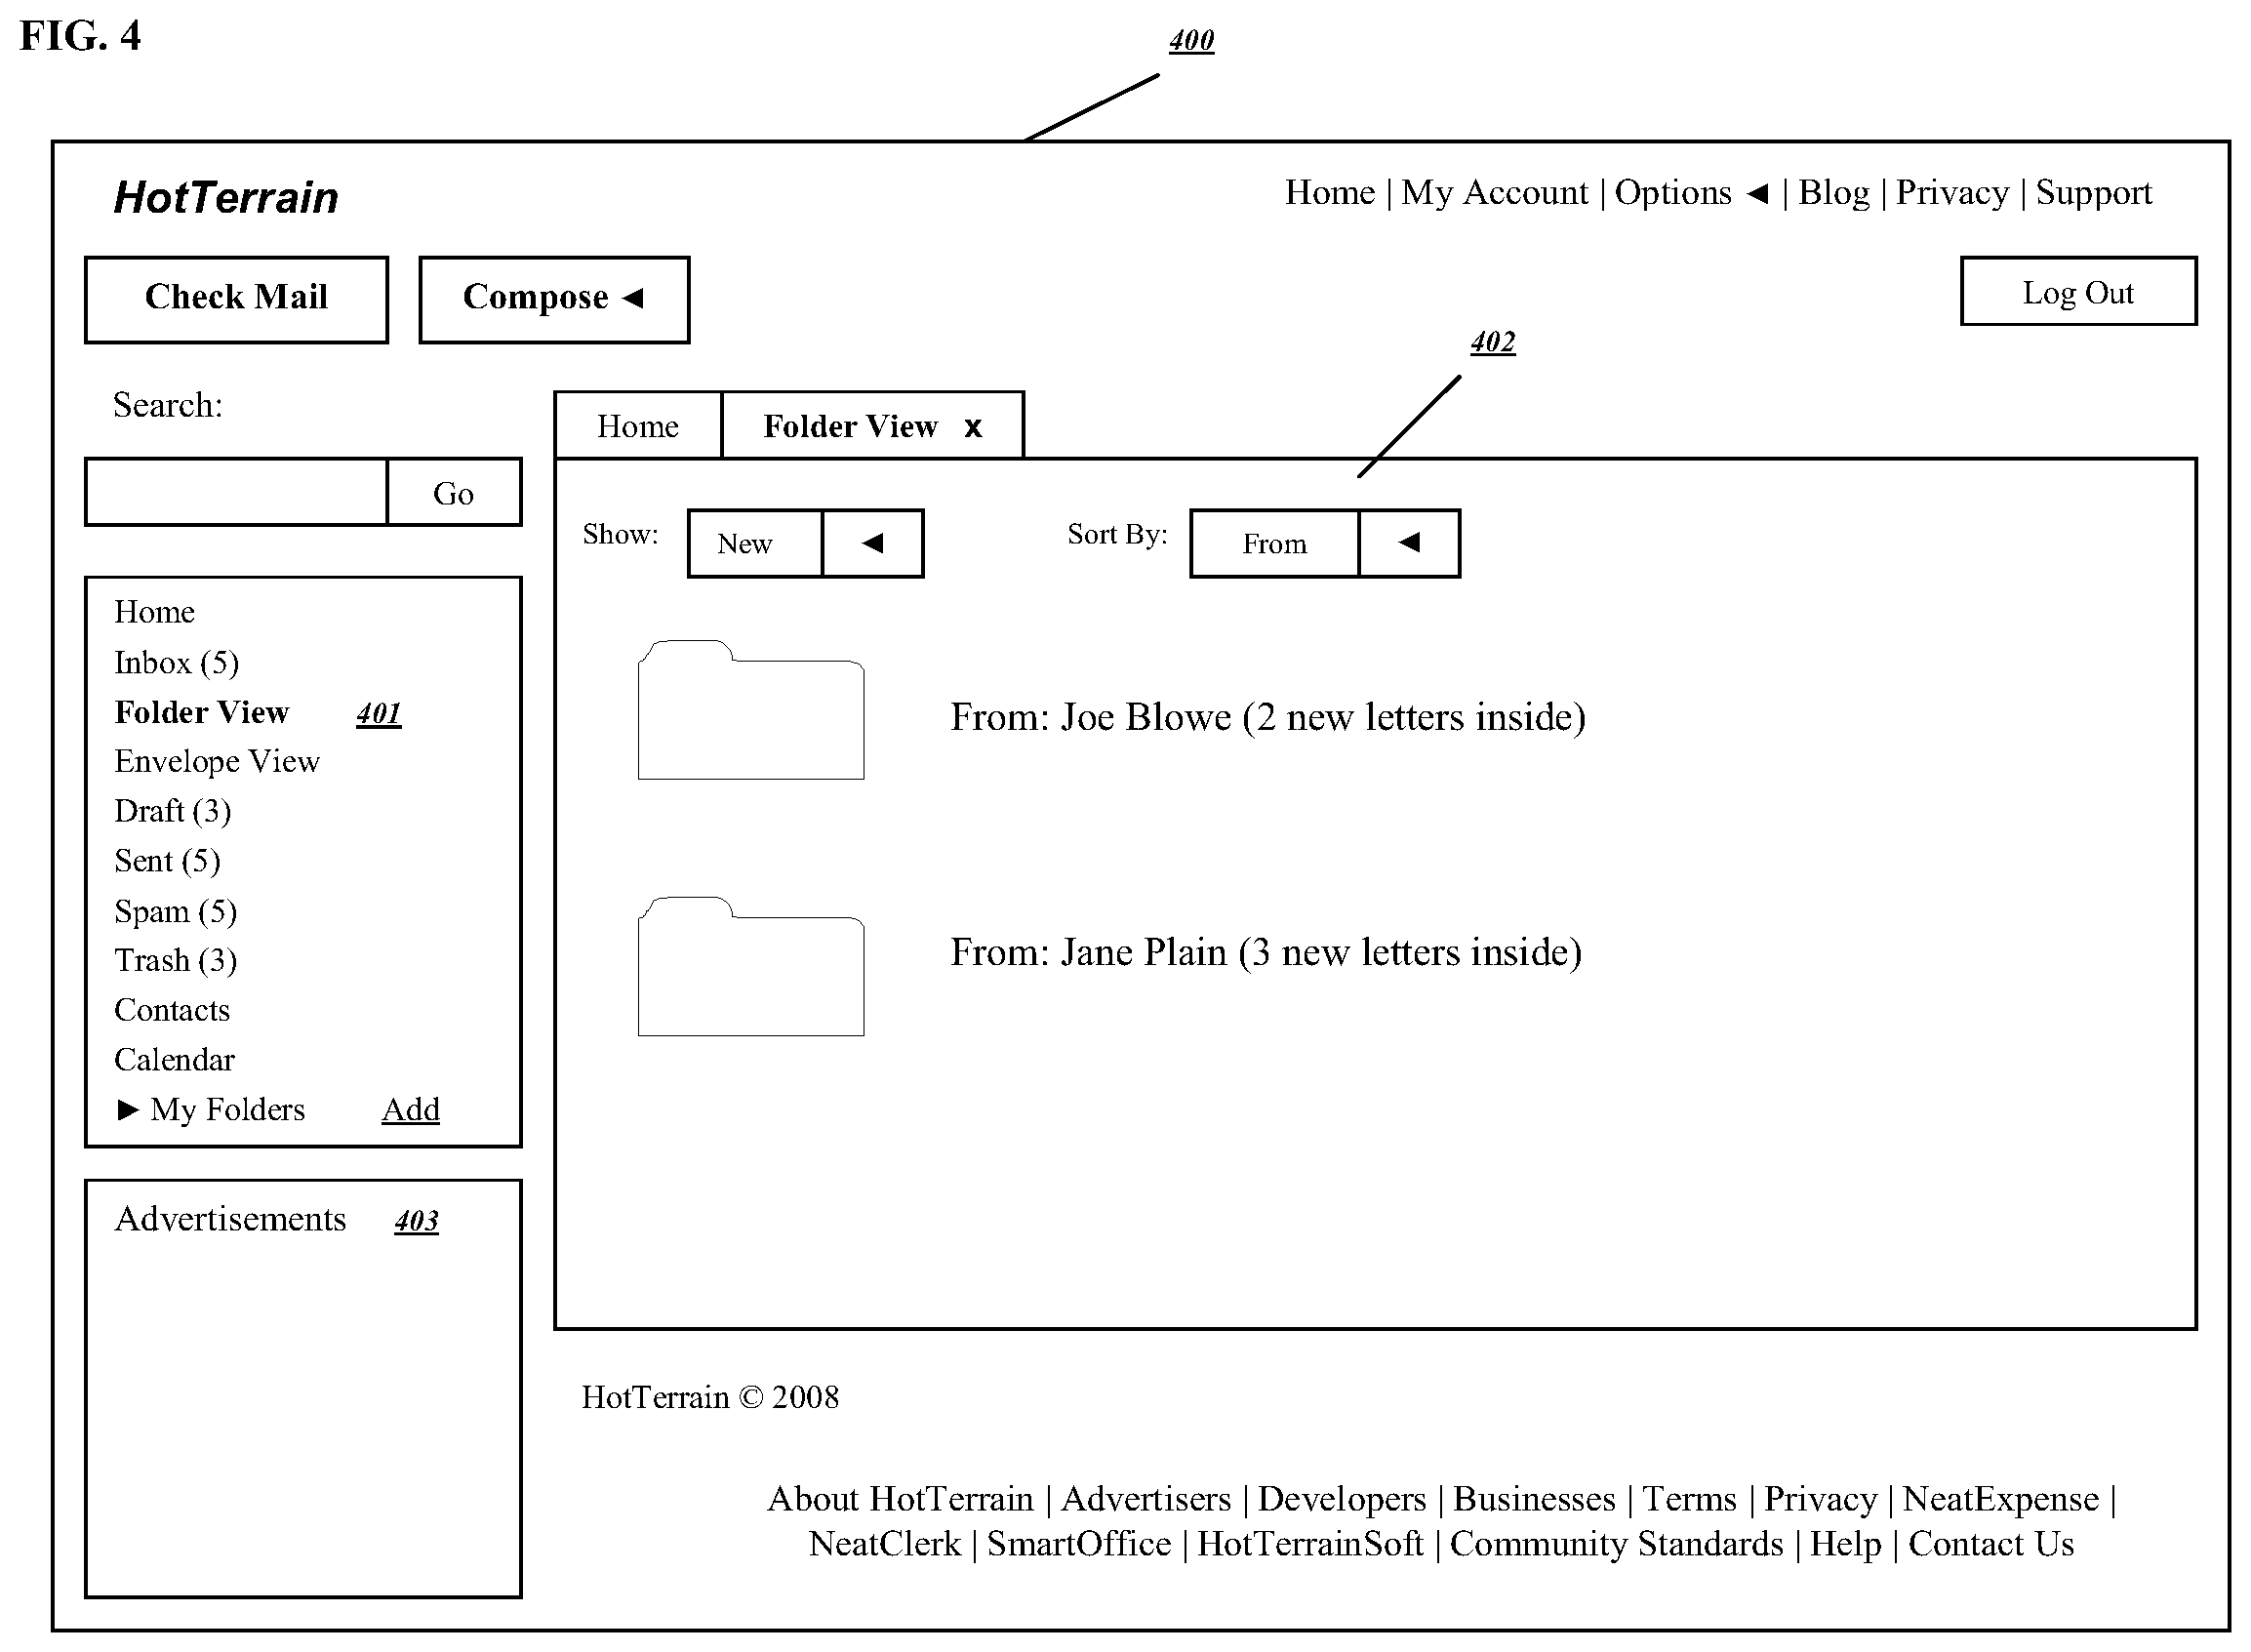 FIG. 4
400
HotTerrain
Home | My Account | Options ◄ | Blog | Privacy | Support
Check Mail
Compose ◄
Log Out
402
Search:
Go
Home
Folder View x
Show:
New ◄
Sort By:
From ◄
Home
Inbox (5)
Folder View 401
Envelope View
Draft (3)
Sent (5)
Spam (5)
Trash (3)
Contacts
Calendar
► My Folders Add
From: Joe Blowe (2 new letters inside)
From: Jane Plain (3 new letters inside)
Advertisements 403
HotTerrain © 2008
About HotTerrain | Advertisers | Developers | Businesses | Terms | Privacy | NeatExpense |
NeatClerk | SmartOffice | HotTerrainSoft | Community Standards | Help | Contact Us